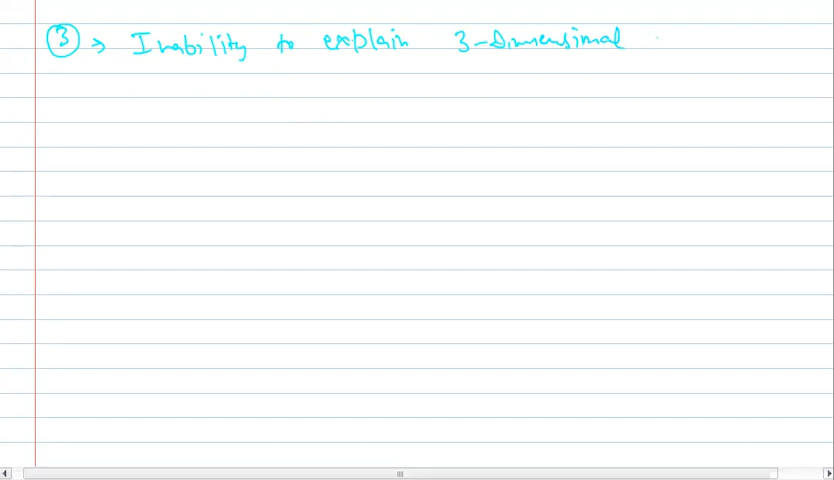 ③ → Inability to explain 3-Dimensional